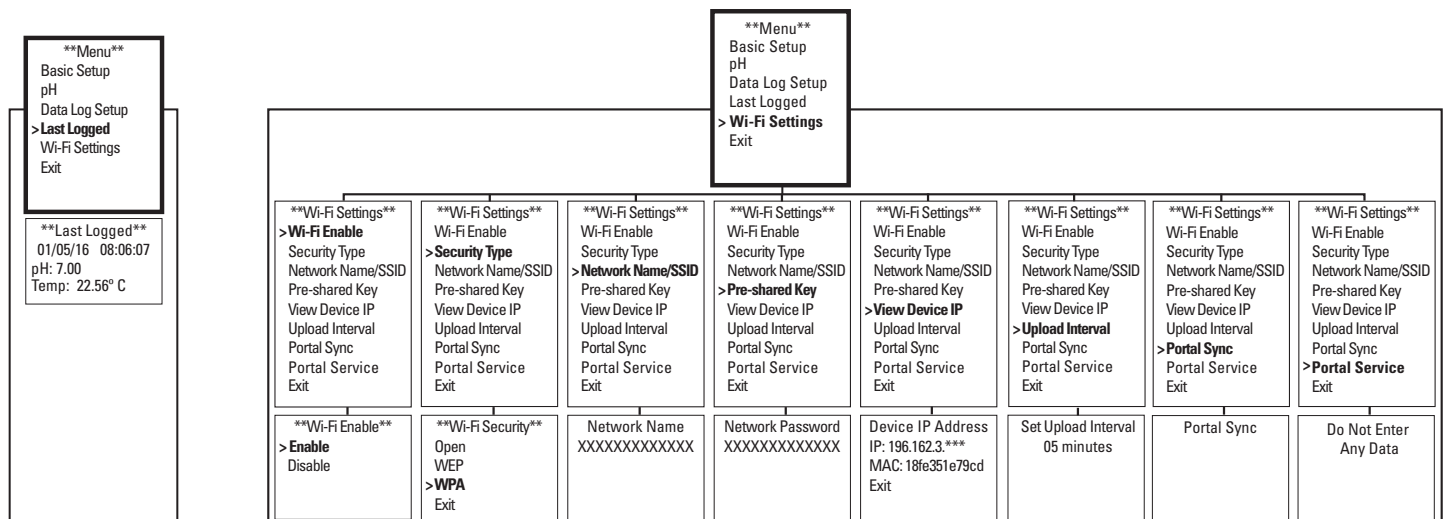 **Menu**
Basic Setup
pH
Data Log Setup
>Last Logged
Wi-Fi Settings
Exit
**Last Logged**
01/05/16 08:06:07
pH: 7.00
Temp: 22.56° C
**Menu**
Basic Setup
pH
Data Log Setup
Last Logged
> Wi-Fi Settings
Exit
**Wi-Fi Settings**
>Wi-Fi Enable
Security Type
Network Name/SSID
Pre-shared Key
View Device IP
Upload Interval
Portal Sync
Portal Service
Exit
**Wi-Fi Enable**
> Enable
Disable
**Wi-Fi Settings**
Wi-Fi Enable
>Security Type
Network Name/SSID
Pre-shared Key
View Device IP
Upload Interval
Portal Sync
Portal Service
Exit
**Wi-Fi Security**
Open
WEP
>WPA
Exit
**Wi-Fi Settings**
Wi-Fi Enable
Security Type
>Network Name/SSID
Pre-shared Key
View Device IP
Upload Interval
Portal Sync
Portal Service
Exit
Network Name
XXXXXXXXXXXXX
**Wi-Fi Settings**
Wi-Fi Enable
Security Type
Network Name/SSID
>Pre-shared Key
View Device IP
Upload Interval
Portal Sync
Portal Service
Exit
Network Password
XXXXXXXXXXXXX
**Wi-Fi Settings**
Wi-Fi Enable
Security Type
Network Name/SSID
Pre-shared Key
>View Device IP
Upload Interval
Portal Sync
Portal Service
Exit
Device IP Address
IP: 196.162.3.***
MAC: 18fe351e79cd
Exit
**Wi-Fi Settings**
Wi-Fi Enable
Security Type
Network Name/SSID
Pre-shared Key
View Device IP
>Upload Interval
Portal Sync
Portal Service
Exit
Set Upload Interval
05 minutes
**Wi-Fi Settings**
Wi-Fi Enable
Security Type
Network Name/SSID
Pre-shared Key
View Device IP
Upload Interval
>Portal Sync
Portal Service
Exit
Portal Sync
**Wi-Fi Settings**
Wi-Fi Enable
Security Type
Network Name/SSID
Pre-shared Key
View Device IP
Upload Interval
Portal Sync
>Portal Service
Exit
Do Not Enter
Any Data